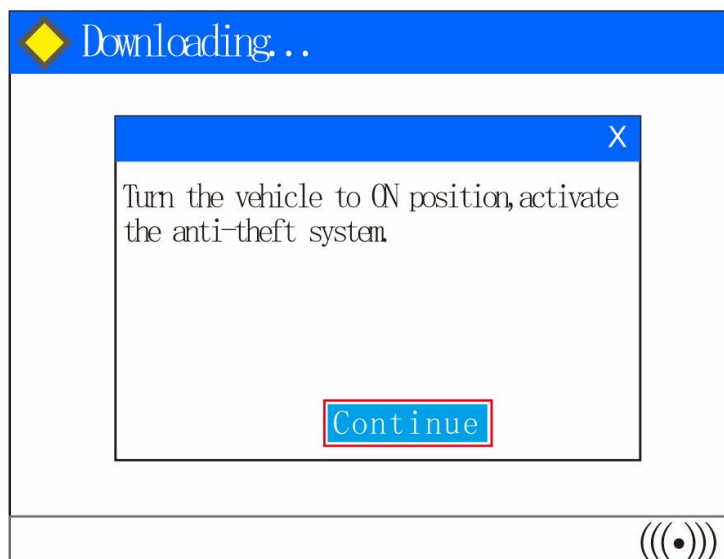 Downloading...
X
Turn the vehicle to ON position,activate
the anti-theft system.
Continue